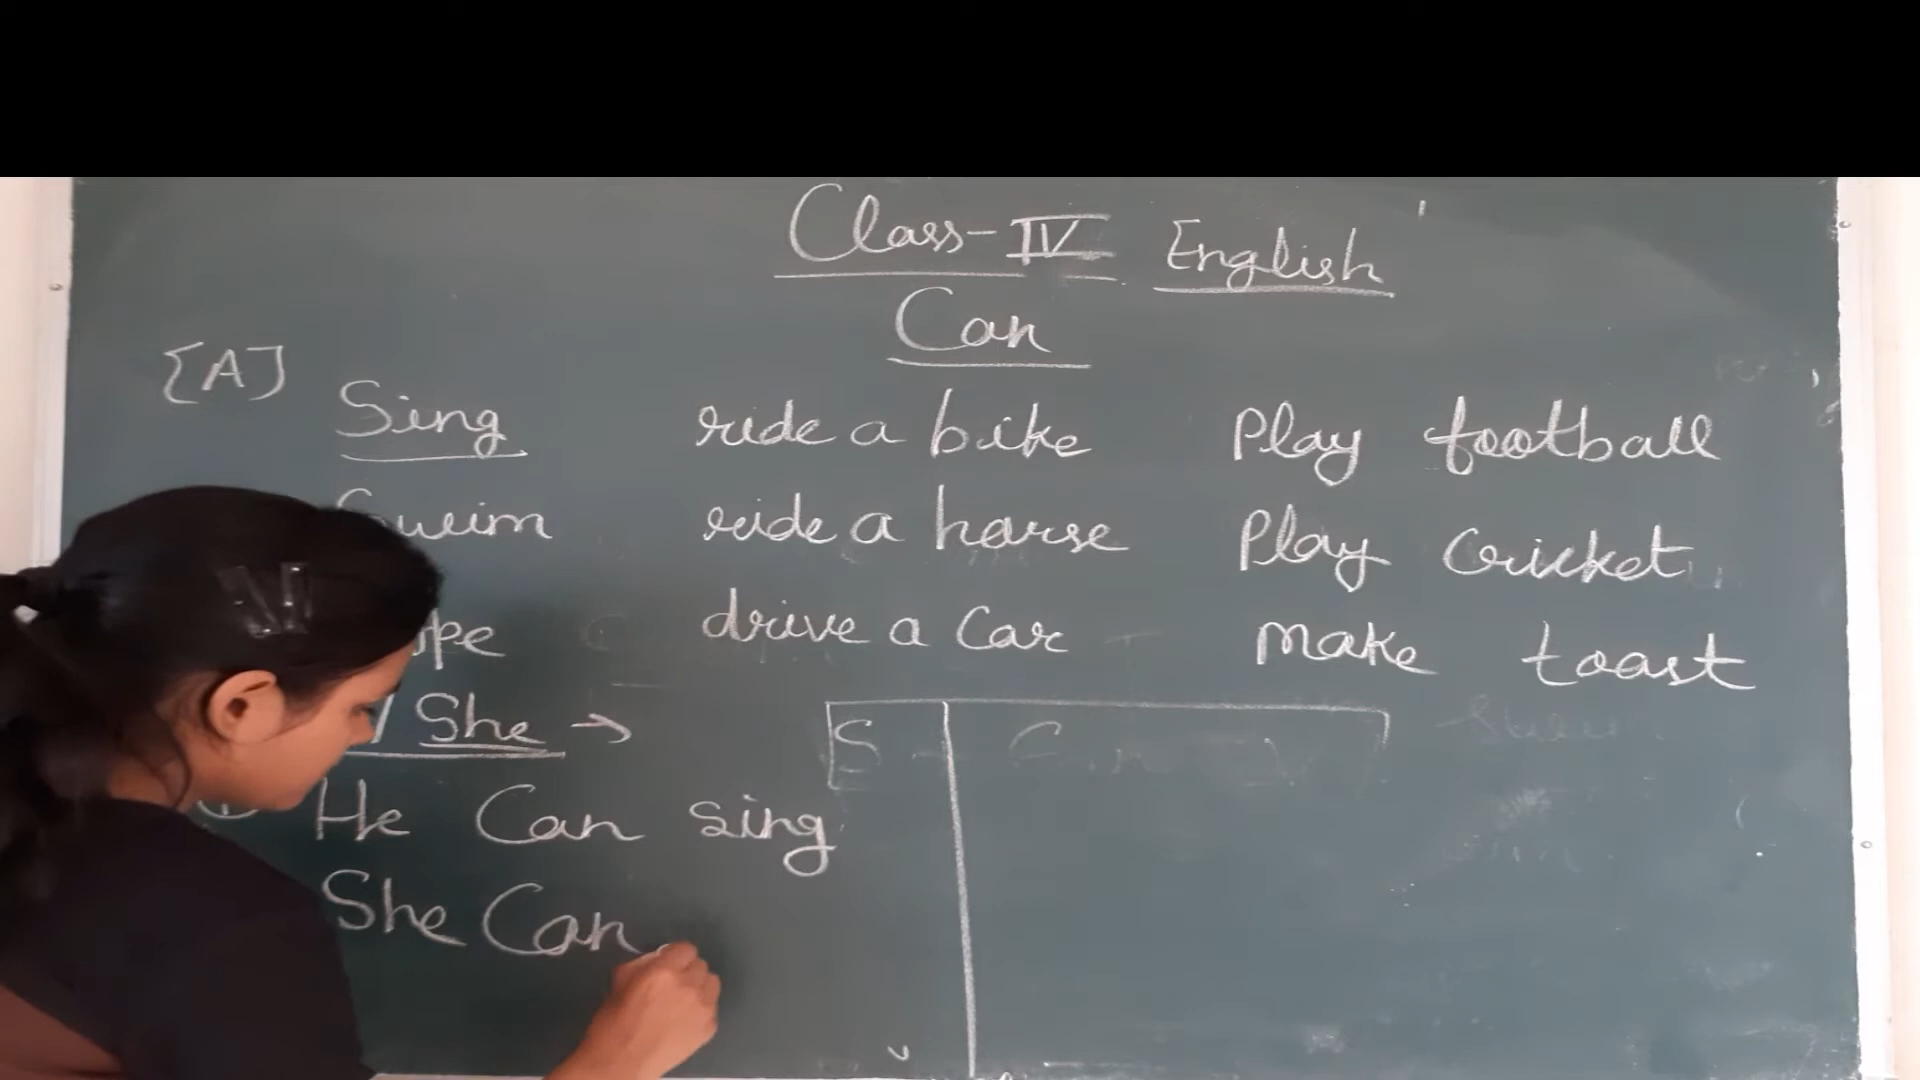 Class-IV English
Can
[A]
Sing ride a bike Play football
Swim ride a horse Play Cricket
drive a Car make toast
She →
He Can sing
She Can